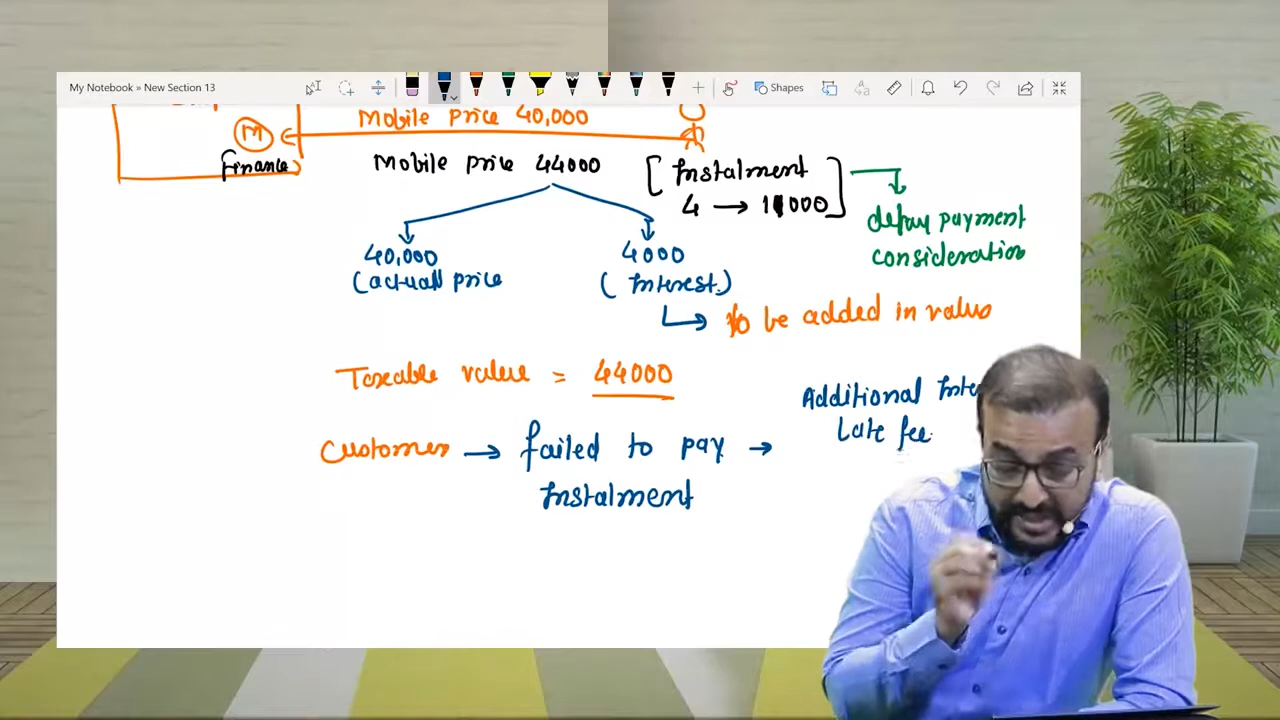 My Notebook » New Section 13
Shapes
Mobile price 40,000
M
Finance
Mobile price 44000
[ Instalment
4 → 11000 ]
delay payment
consideration
40,000
(actual price
4000
( Interest )
to be added in value
Taxable value = 44000
Additional
Late fee
Customer → failed to pay →
Instalment